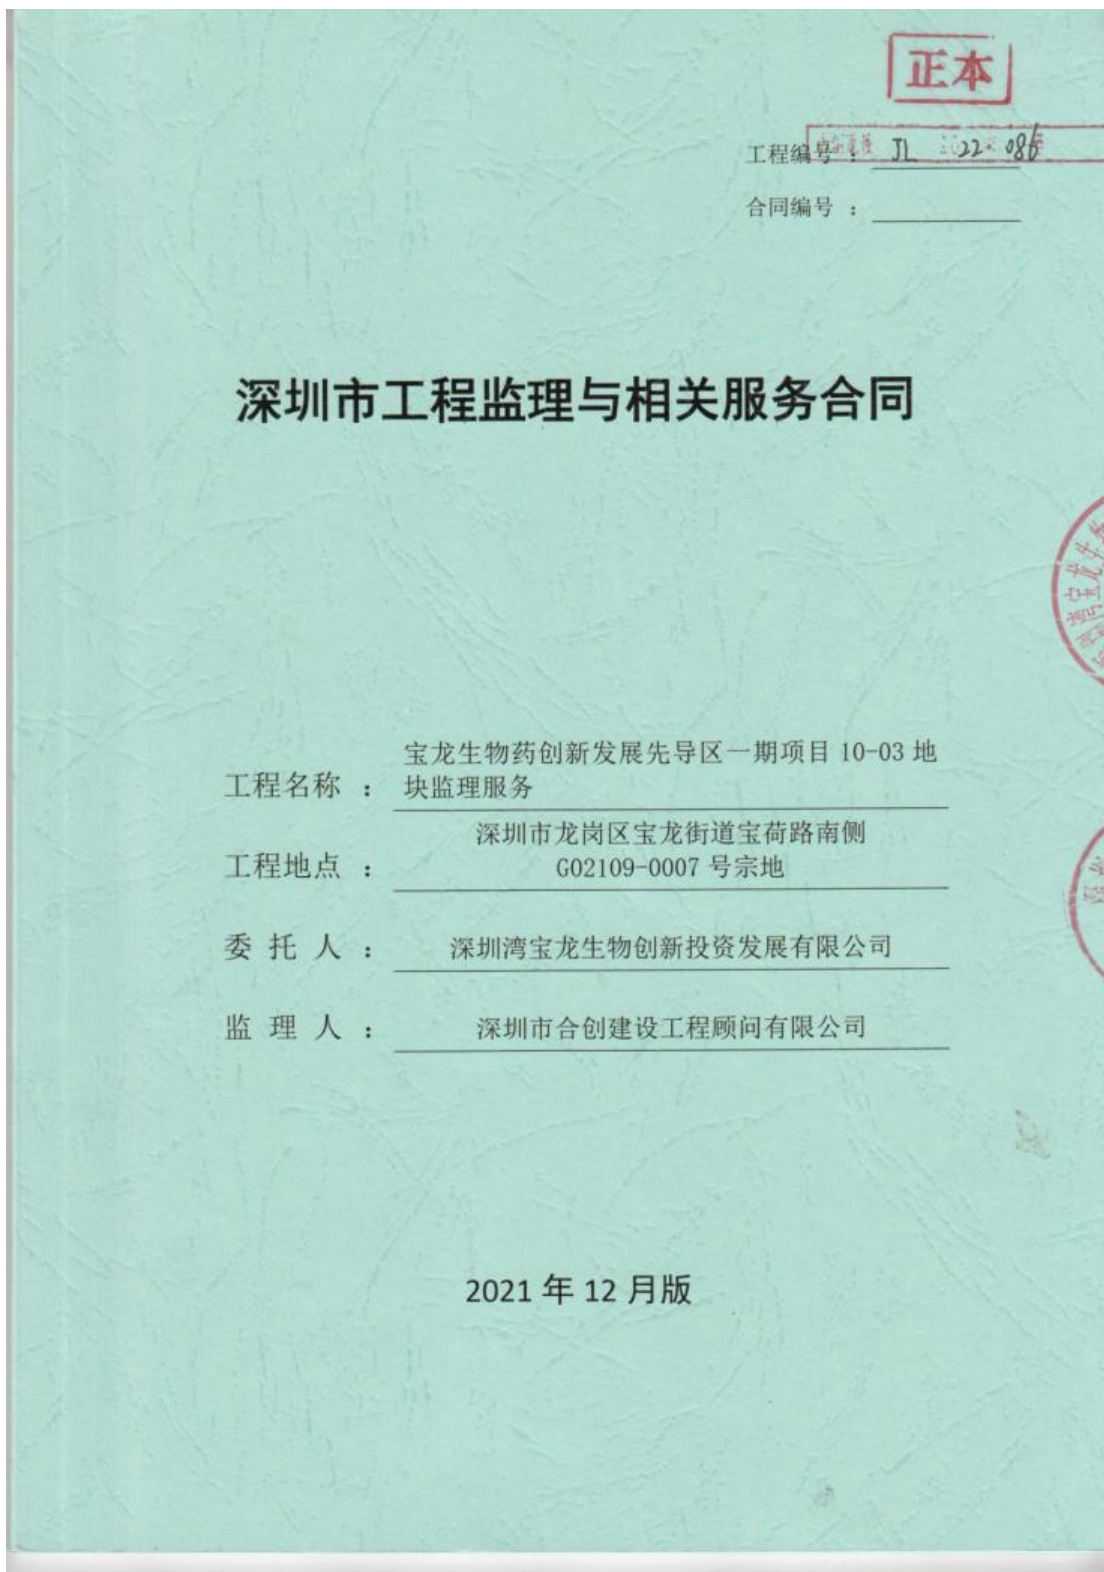 正本
工程编号 : JL 22 086
合同编号 :
深圳市工程监理与相关服务合同
宝龙生物药创新发展先导区一期项目 10-03 地
工程名称 : 块监理服务
深圳市龙岗区宝龙街道宝荷路南侧
工程地点 : G02109-0007 号宗地
委 托 人 : 深圳湾宝龙生物创新投资发展有限公司
监 理 人 : 深圳市合创建设工程顾问有限公司
2021 年 12 月版
湾宝龙生